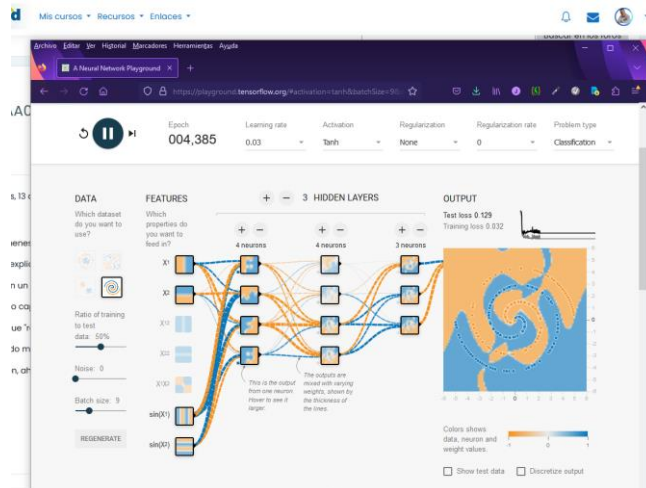 Mis cursos Recursos Enlaces
Archivo Editar Ver Historial Marcadores Herramientas Ayuda
A Neural Network Playground
https://playground.tensorflow.org/#activation=tanh&batchSize=9&
Epoch
004,385
Learning rate
0.03
Activation
Tanh
Regularization
None
Regularization rate
0
Problem type
Classification
DATA
Which dataset
do you want to
use?
Ratio of training
to test
data: 50%
Noise: 0
Batch size: 9
REGENERATE
FEATURES
Which
properties do
you want to
feed in?
X1
X2
X1X2
sin(X1)
sin(X2)
+ − 3 HIDDEN LAYERS
4 neurons
4 neurons
3 neurons
This is the output
from one neuron.
Hover to see it
larger.
The outputs are
mixed with varying
weights, shown by
the thickness of
the lines.
OUTPUT
Test loss 0.129
Training loss 0.032
Colors shows
data, neuron and
weight values.
-1 0 1
Show test data
Discretize output